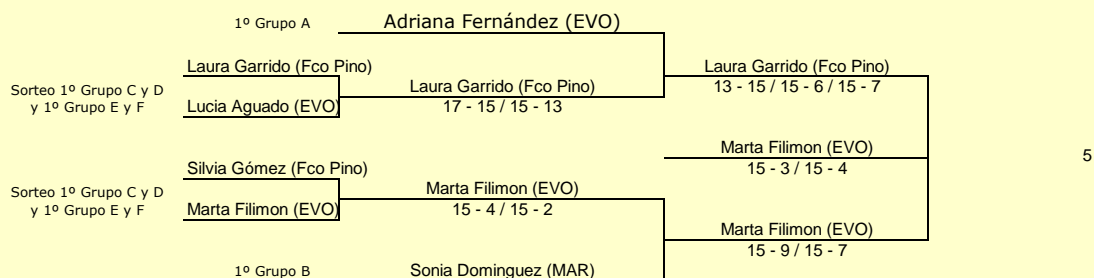 1º Grupo A
Adriana Fernández (EVO)
Laura Garrido (Fco Pino)
Laura Garrido (Fco Pino)
Sorteo 1º Grupo C y D
y 1º Grupo E y F
Laura Garrido (Fco Pino)
13 - 15 / 15 - 6 / 15 - 7
Lucia Aguado (EVO)
17 - 15 / 15 - 13
Marta Filimon (EVO)
15 - 3 / 15 - 4
5
Silvia Gómez (Fco Pino)
Sorteo 1º Grupo C y D
y 1º Grupo E y F
Marta Filimon (EVO)
Marta Filimon (EVO)
15 - 4 / 15 - 2
Marta Filimon (EVO)
15 - 9 / 15 - 7
1º Grupo B
Sonia Dominguez (MAR)